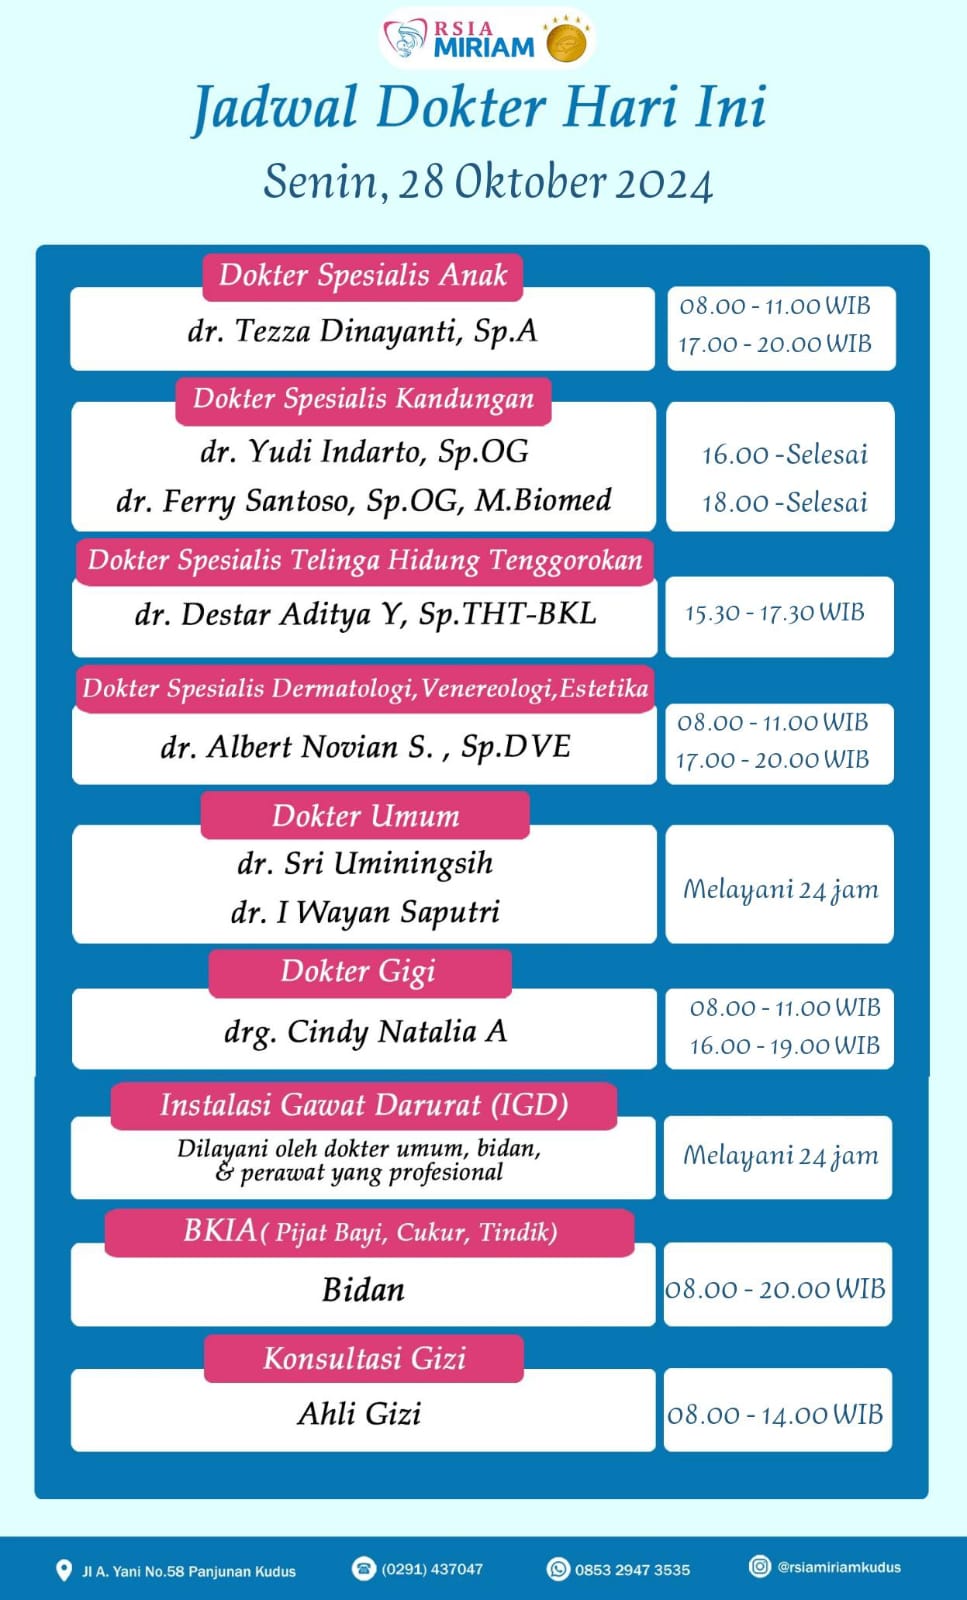 RSIA
MIRIAM
Jadwal Dokter Hari Ini
Senin, 28 Oktober 2024
Dokter Spesialis Anak
dr. Tezza Dinayanti, Sp.A
08.00 - 11.00 WIB
17.00 - 20.00 WIB
Dokter Spesialis Kandungan
dr. Yudi Indarto, Sp.OG
16.00 -Selesai
dr. Ferry Santoso, Sp.OG, M.Biomed
18.00 -Selesai
Dokter Spesialis Telinga Hidung Tenggorokan
dr. Destar Aditya Y, Sp.THT-BKL
15.30 - 17.30 WIB
Dokter Spesialis Dermatologi,Venereologi,Estetika
dr. Albert Novian S. , Sp.DVE
08.00 - 11.00 WIB
17.00 - 20.00 WIB
Dokter Umum
dr. Sri Uminingsih
dr. I Wayan Saputri
Melayani 24 jam
Dokter Gigi
drg. Cindy Natalia A
08.00 - 11.00 WIB
16.00 - 19.00 WIB
Instalasi Gawat Darurat (IGD)
Dilayani oleh dokter umum, bidan,
& perawat yang profesional
Melayani 24 jam
BKIA( Pijat Bayi, Cukur, Tindik)
Bidan
08.00 - 20.00 WIB
Konsultasi Gizi
Ahli Gizi
08.00 - 14.00 WIB
Jl A. Yani No.58 Panjunan Kudus
(0291) 437047
0853 2947 3535
@rsiamiriamkudus